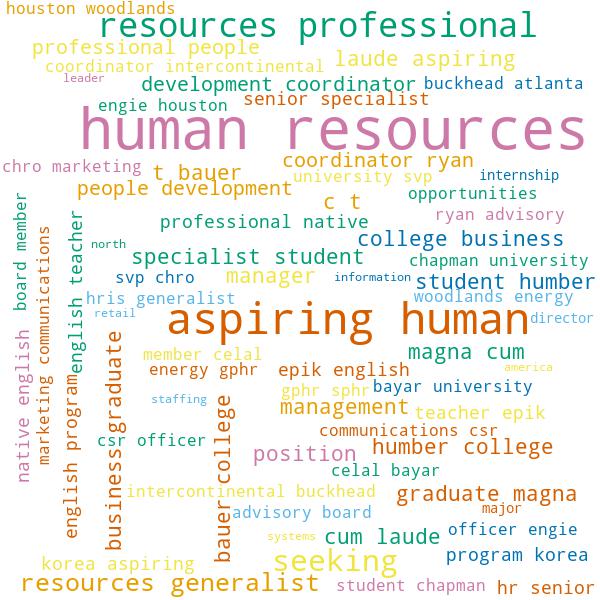 houston woodlands
resources professional
professional people
laude aspiring
coordinator intercontinental
leader
development coordinator
buckhead atlanta
engie houston
senior specialist
human resources
chro marketing
t bauer
coordinator ryan
university svp
internship
people development
opportunities
c t
ryan advisory
professional native
college business
north
specialist student
chapman university
svp chro
manager
information
student humber
hris generalist
woodlands energy
retail
aspiring human
director
board member
marketing communications
english teacher
native english
member celal
magna cum
energy gphr
epik english
america
gphr sphr
bayar university
staffing
management
teacher epik
english program
business
graduate
bauer college
csr officer
communications csr
position
humber college
celal bayar
intercontinental buckhead
graduate magna
advisory board
major
systems
cum laude
officer engie
korea aspiring
seeking
program korea
resources generalist
student chapman
hr senior